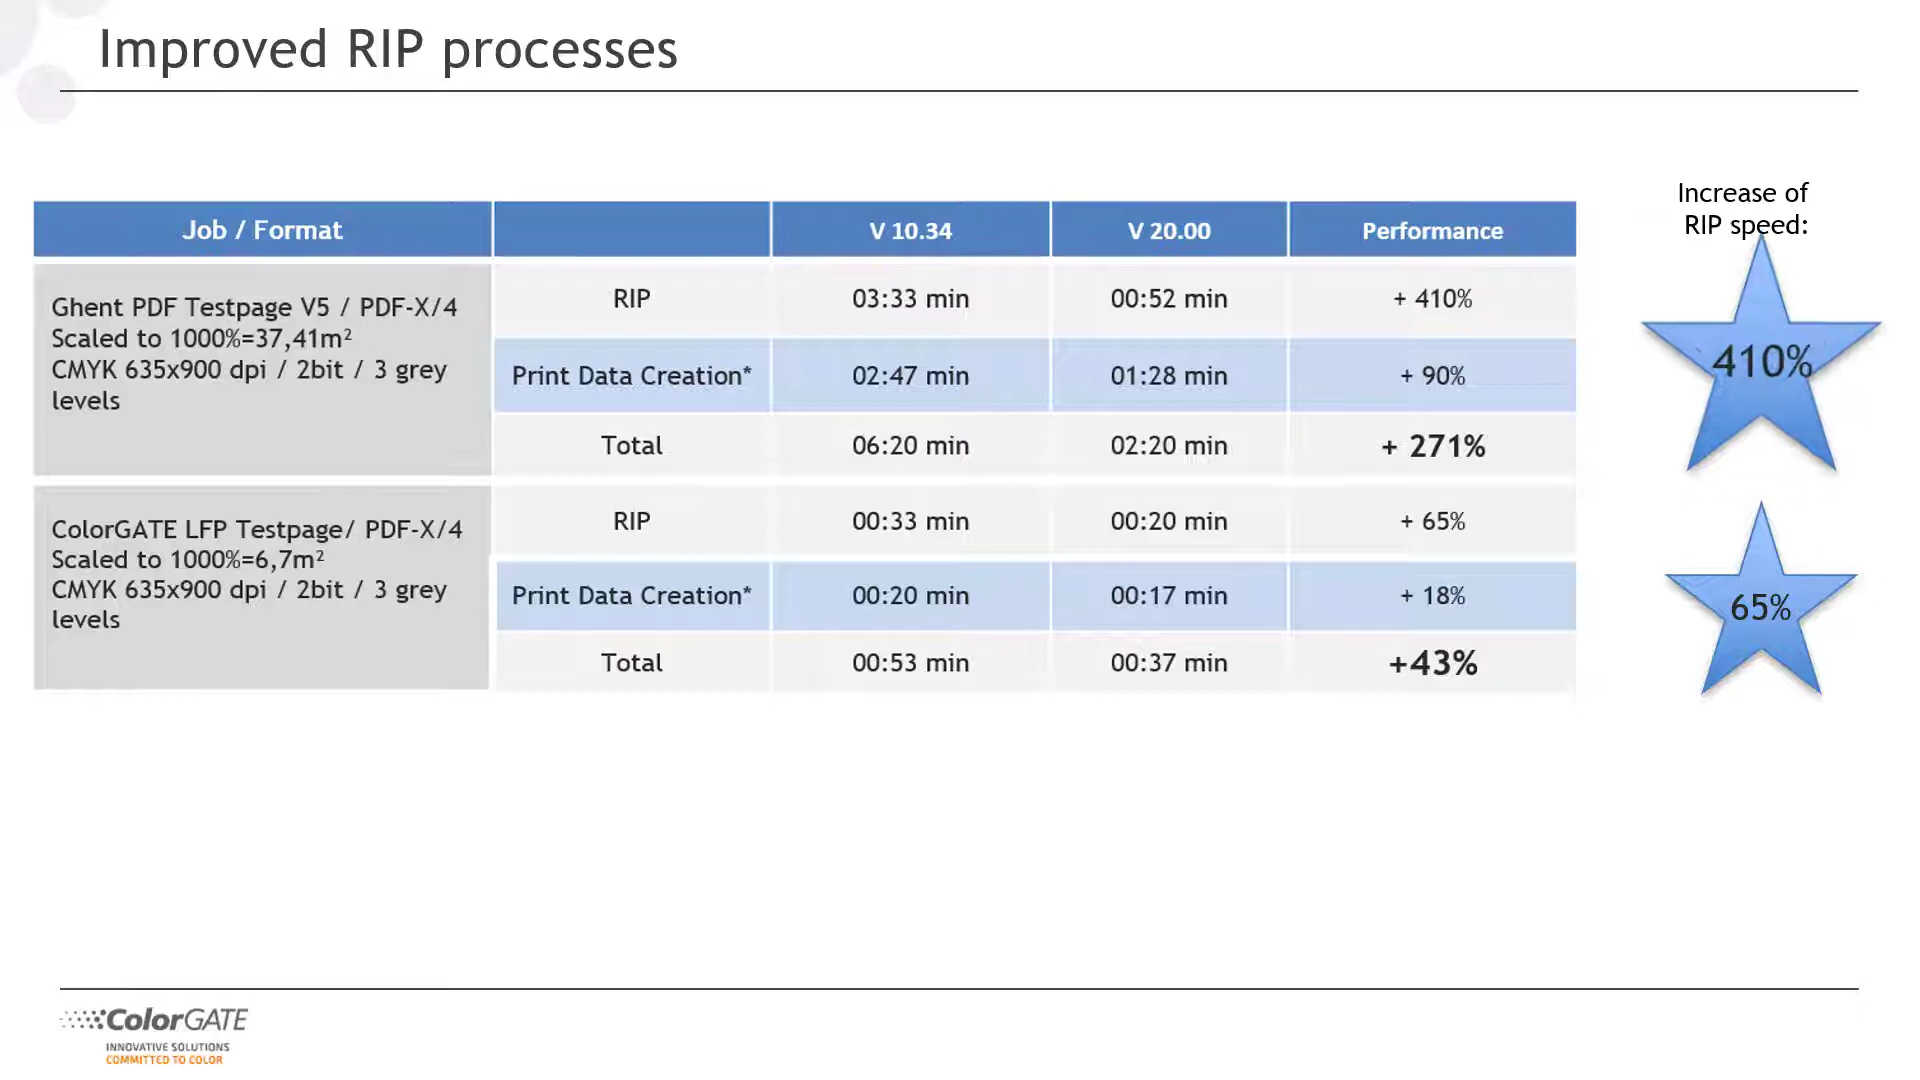 Improved RIP processes
Increase of
RIP speed:
Job / Format V 10.34 V 20.00 Performance
Ghent PDF Testpage V5 / PDF-X/4
Scaled to 1000%=37,41m²
CMYK 635x900 dpi / 2bit / 3 grey
levels
RIP 03:33 min 00:52 min + 410%
Print Data Creation* 02:47 min 01:28 min + 90%
Total 06:20 min 02:20 min + 271%
410%
ColorGATE LFP Testpage/ PDF-X/4
Scaled to 1000%=6,7m²
CMYK 635x900 dpi / 2bit / 3 grey
levels
RIP 00:33 min 00:20 min + 65%
Print Data Creation* 00:20 min 00:17 min + 18%
Total 00:53 min 00:37 min +43%
65%
ColorGATE
INNOVATIVE SOLUTIONS
COMMITTED TO COLOR